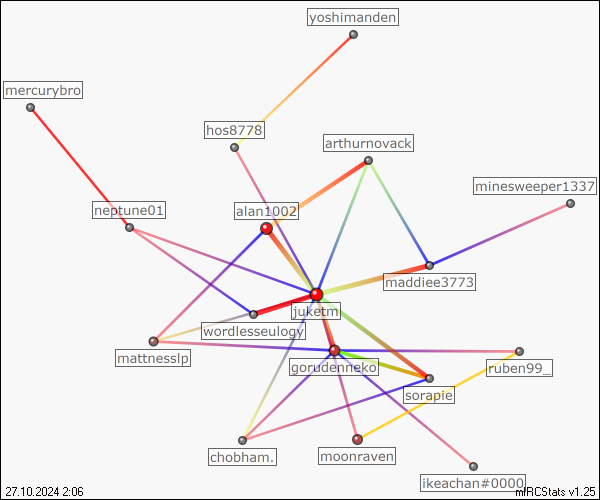 yoshimanden
mercurybro
hos8778
arthurnovack
minesweeper1337
neptune01
alan1002
maddiee3773
juketm
wordlesseulogy
mattnesslp
gorudenneko
ruben99_
sorapie
chobham.
moonraven
ikeachan#0000
27.10.2024 2:06
mIRCStats v1.25